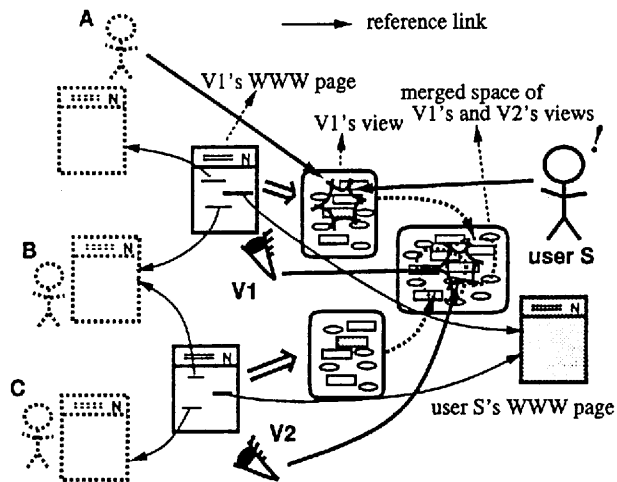 A
reference link
V1's WWW page
merged space of
V1's and V2's views
V1's view
N
N
!
B
user S
N
V1
N
N
C
N
user S's WWW page
V2